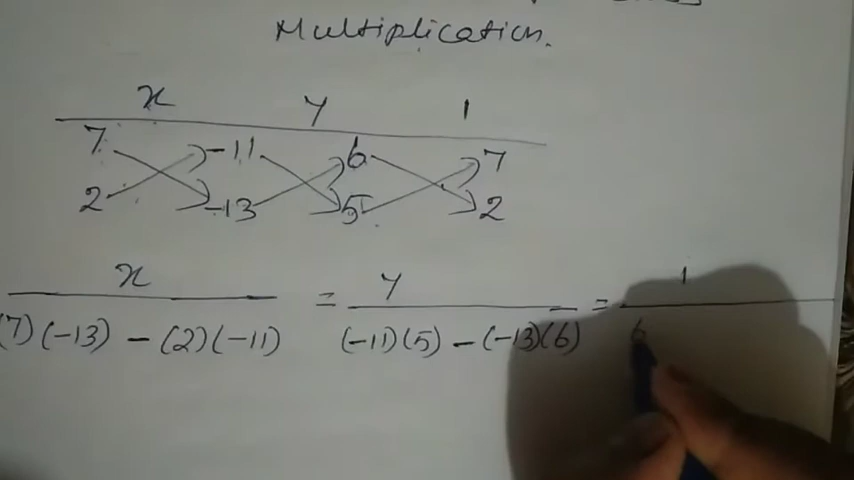 Multiplication.
x y 1
7 -11 6 7
2 -13 5 2
x = y = 1
(7)(-13) - (2)(-11) (-11)(5) - (-13)(6) 6